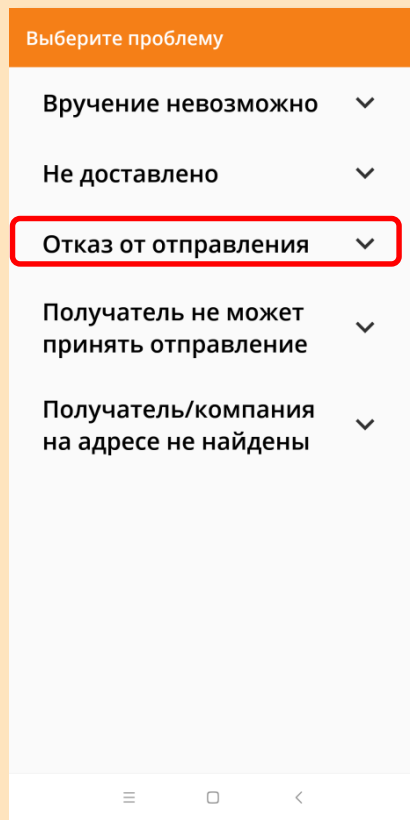 Выберите проблему
Вручение невозможно
Не доставлено
Отказ от отправления
Получатель не может
принять отправление
Получатель/компания
на адресе не найдены